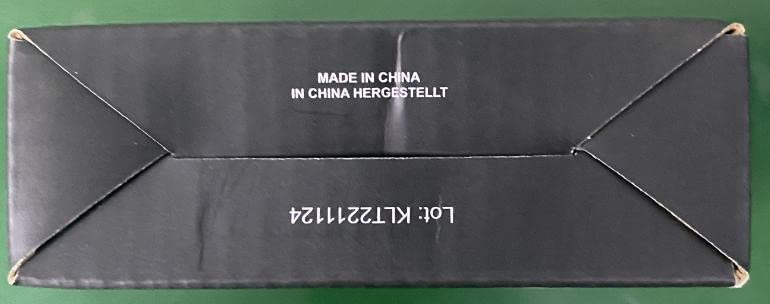 MADE IN CHINA
IN CHINA HERGESTELLT
Lot: KLT2211124